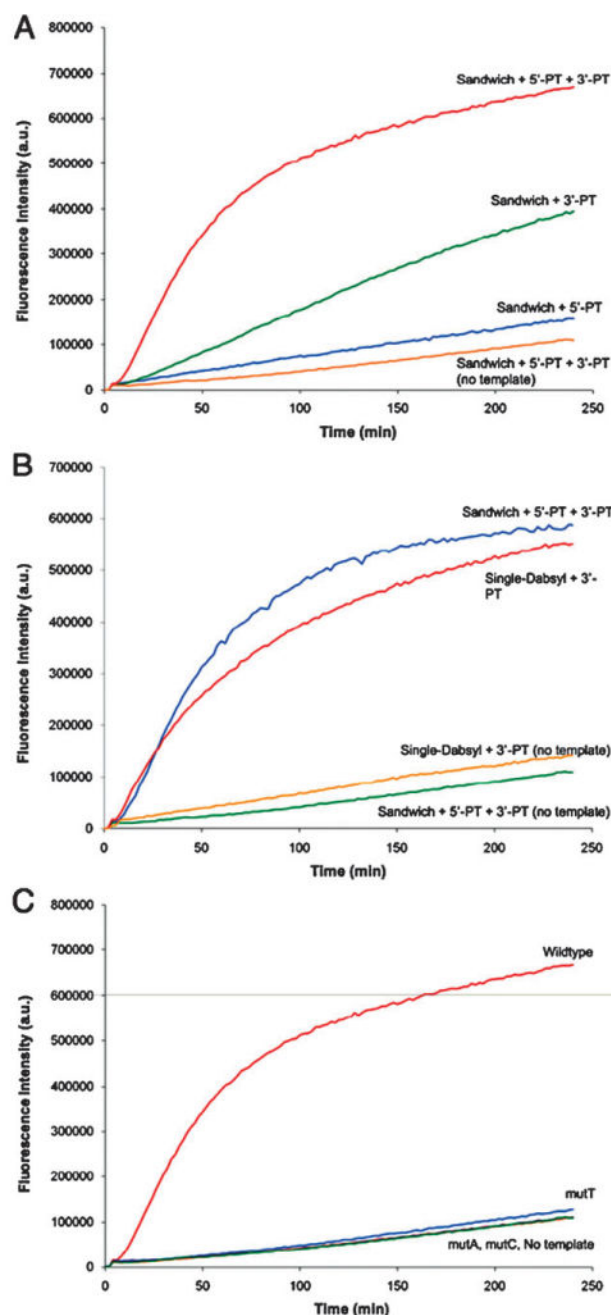 A
800000
700000
600000
500000
400000
300000
200000
100000
0
Fluorescence Intensity (a.u.)
Sandwich + 5'-PT + 3'-PT
Sandwich + 3'-PT
Sandwich + 5'-PT
Sandwich + 5'-PT + 3'-PT
(no template)
50
100
150
200
250
Time (min)
B
700000
600000
500000
400000
300000
200000
100000
0
Fluorescence Intensity (a.u.)
Sandwich + 5'-PT + 3'-PT
Single-Dabsyl + 3'-
PT
Single-Dabsyl + 3'-PT (no template)
Sandwich + 5'-PT + 3'-PT (no template)
50
100
150
200
250
Time (min)
C
800000
700000
600000
500000
400000
300000
200000
100000
0
Fluorescence Intensity (a.u.)
Wildtype
mutT
mutA, mutC, No template
0
50
100
150
200
250
Time (min)